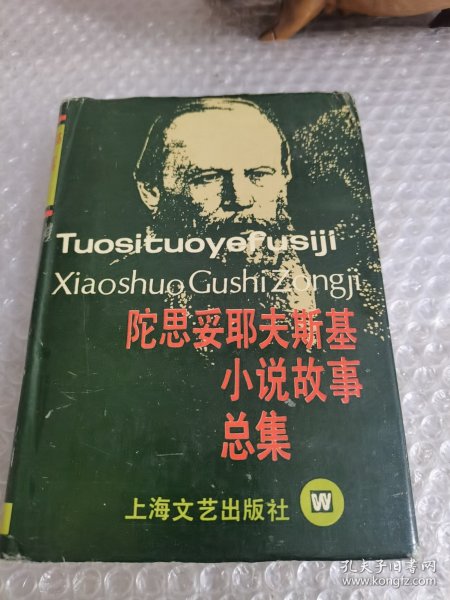 Tuosituoyefusiji
Xiaoshuo Gushi Zongji
陀思妥耶夫斯基
小说故事
总集
上海文艺出版社
W
孔夫子旧书网
www.kongfz.com